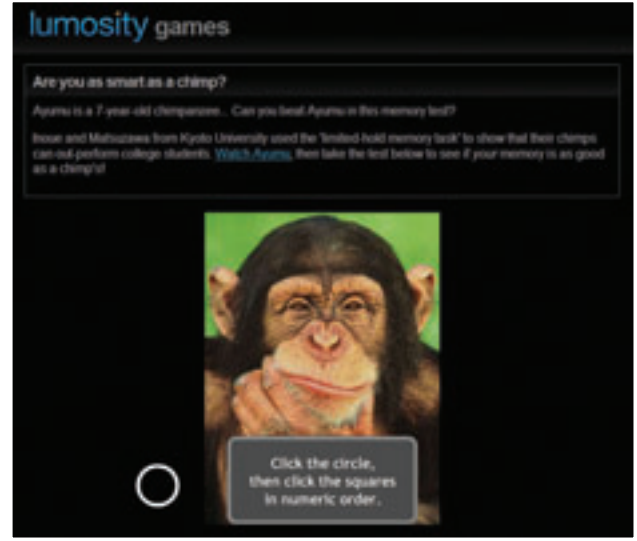 lumosity games
Are you as smart as a chimp?
Ayumu is a 7-year-old chimpanzee... Can you beat Ayumu in this memory test?
Inoue and Matsuzawa from Kyoto University used the 'limited-hold memory task' to show that their chimps
can out-perform college students. Watch Ayumu, then take the test below to see if your memory is as good
as a chimp's!
Click the circle,
then click the squares
in numeric order.